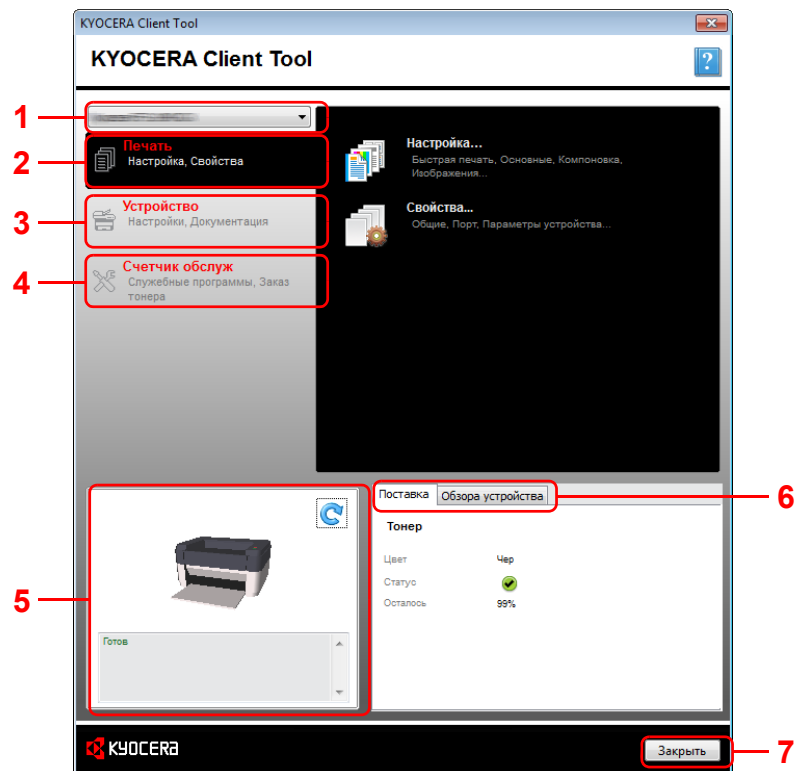 KYOCERA Client Tool
KYOCERA Client Tool
?
1
2
Печать
Настройка, Свойства
3
Устройство
Настройки, Документация
4
Счетчик обслуж
Служебные программы, Заказ
тонера
Настройка...
Быстрая печать, Основные, Компоновка,
Изображения...
Свойства...
Общие, Порт, Параметры устройства...
5
Готов
6
Поставка
Обзора устройства
Тонер
Цвет Чер
Статус
Осталось 99%
KYOCERA
Закрыть
7